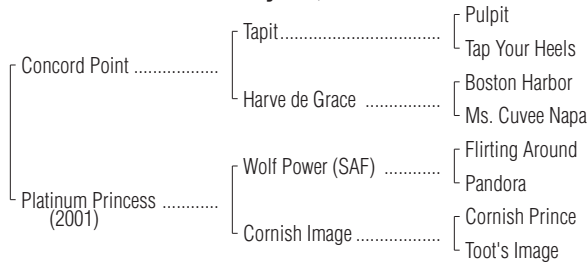 Pulpit
Tapit
Tap Your Heels
Concord Point
Boston Harbor
Harve de Grace
Ms. Cuvee Napa
Flirting Around
Wolf Power (SAF)
Pandora
Platinum Princess
(2001)
Cornish Prince
Cornish Image
Toot's Image